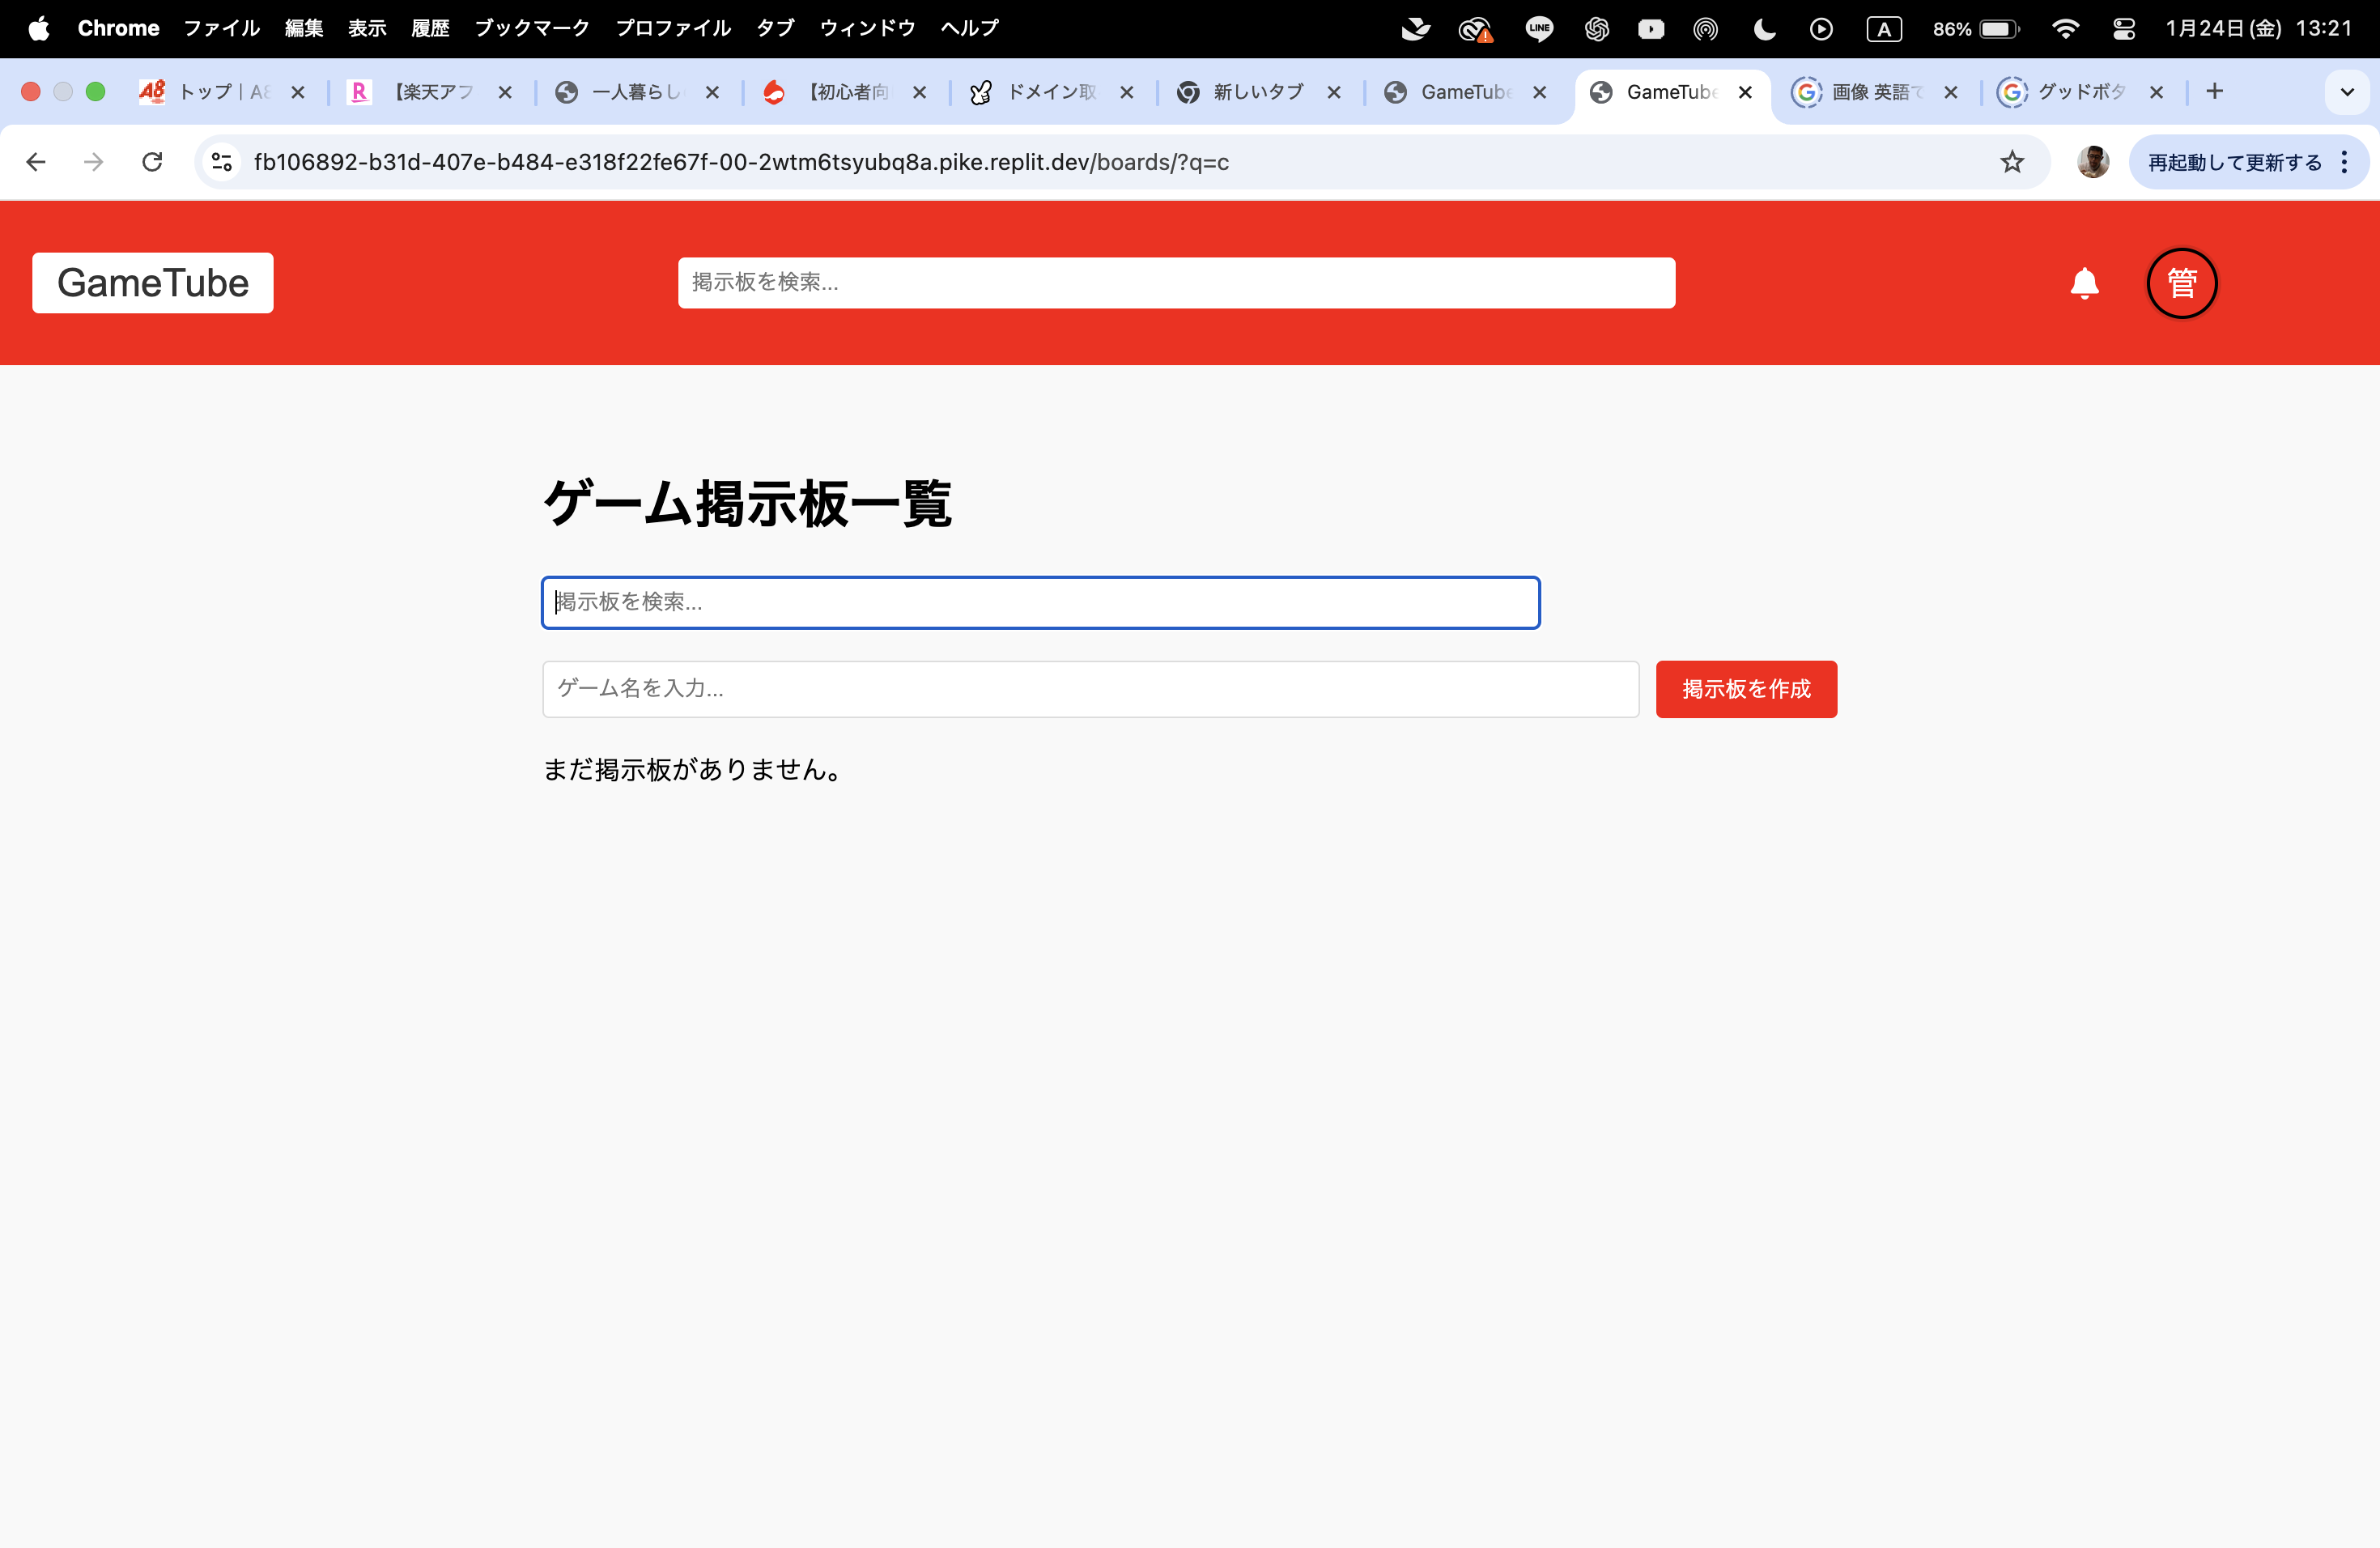 Chrome ファイル 編集 表示 履歴 ブックマーク プロファイル タブ ウィンドウ ヘルプ LINE A 86% 1月24日(金) 13:21
A8 トップ | A8 R 【楽天アフ 一人暮らし 【初心者向 ドメイン取 新しいタブ GameTube GameTube 画像 英語で グッドボタ
fb106892-b31d-407e-b484-e318f22fe67f-00-2wtm6tsyubq8a.pike.replit.dev/boards/?q=c 再起動して更新する
GameTube 掲示板を検索... 管
ゲーム掲示板一覧
掲示板を検索...
ゲーム名を入力... 掲示板を作成
まだ掲示板がありません。